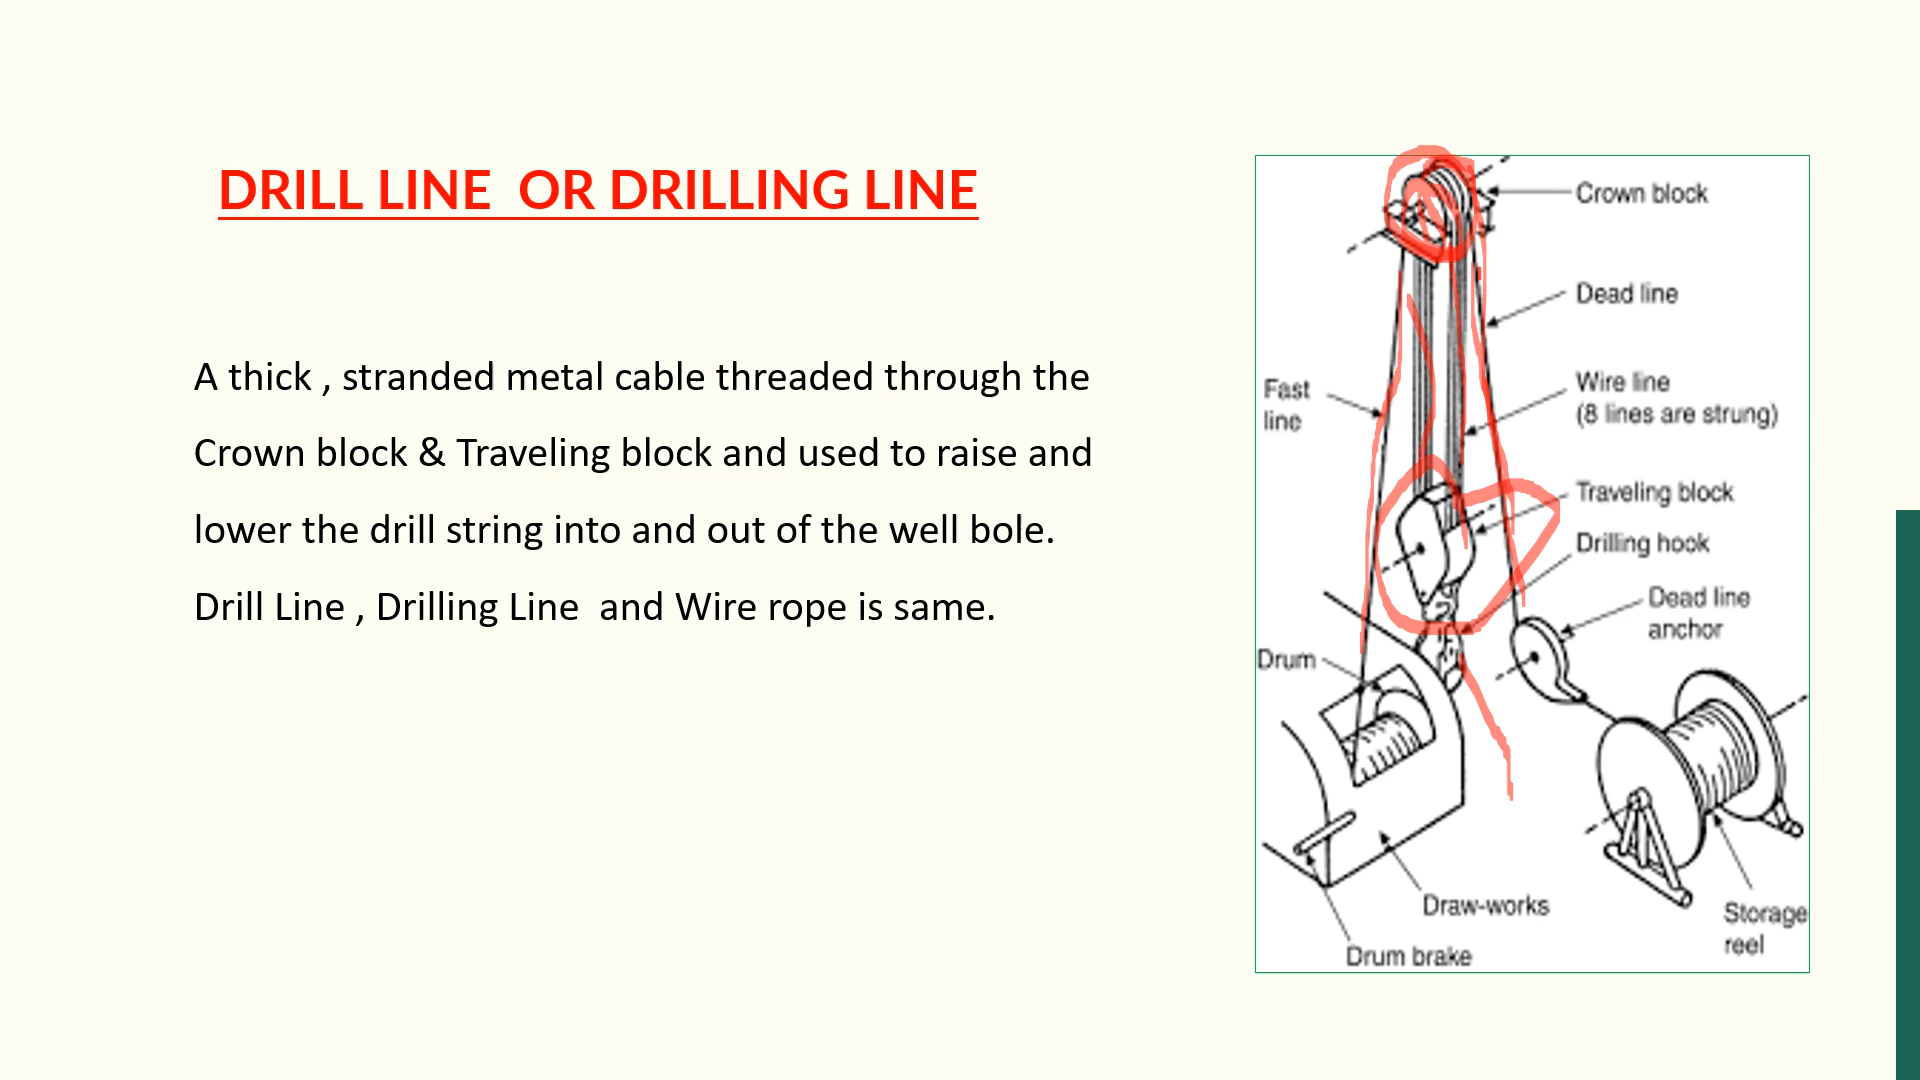 DRILL LINE  OR DRILLING LINE
A thick , stranded metal cable threaded through the
Crown block & Traveling block and used to raise and
lower the drill string into and out of the well bole.
Drill Line , Drilling Line  and Wire rope is same.
Crown block
Dead line
Fast
line
Wire line
(8 lines are strung)
Traveling block
Drilling hook
Dead line
anchor
Drum
Draw-works
Drum brake
Storage
reel